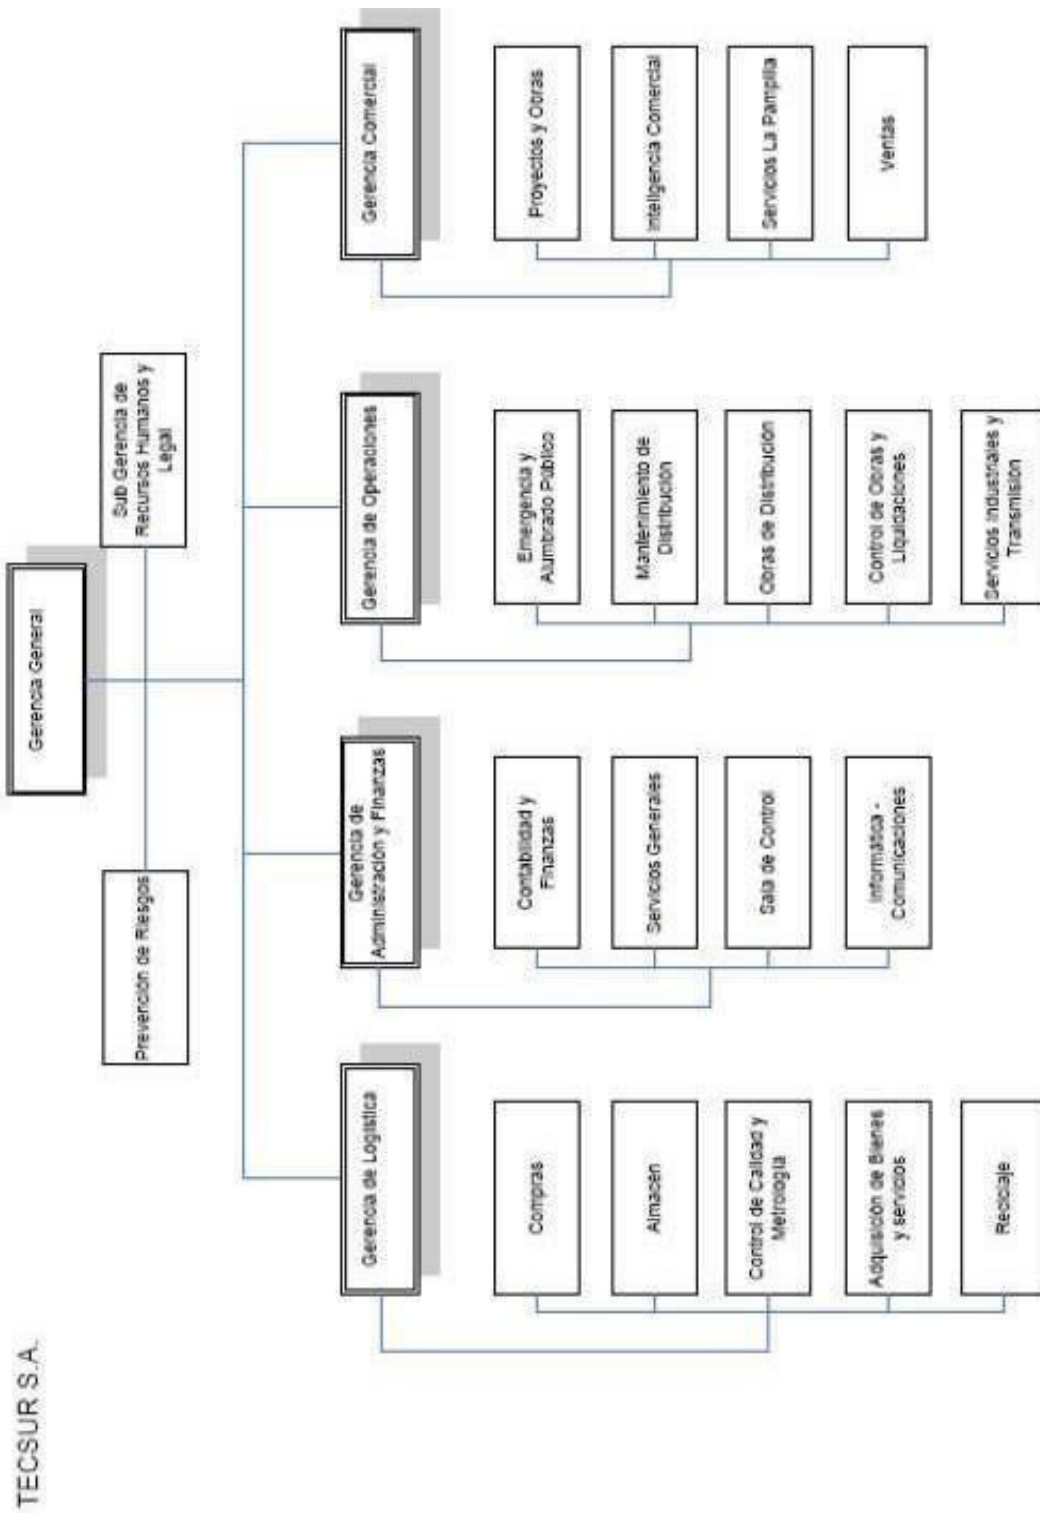 TECSUR S.A.
Gerencia General
Prevención de Riesgos
Sub Gerencia de
Recursos Humanos y
Legal
Gerencia de Logística
Gerencia de
Administración y Finanzas
Gerencia de Operaciones
Gerencia Comercial
Compras
Almacén
Control de Calidad y
Metrología
Adquisición de Bienes
y servicios
Reciclaje
Contabilidad y
Finanzas
Servicios Generales
Sala de Control
Informática -
Comunicaciones
Emergencia y
Alumbrado Público
Mantenimiento de
Distribución
Obras de Distribución
Control de Obras y
Liquidaciones
Servicios Industriales y
Transmisión
Proyectos y Obras
Inteligencia Comercial
Servicios La Pampilla
Ventas